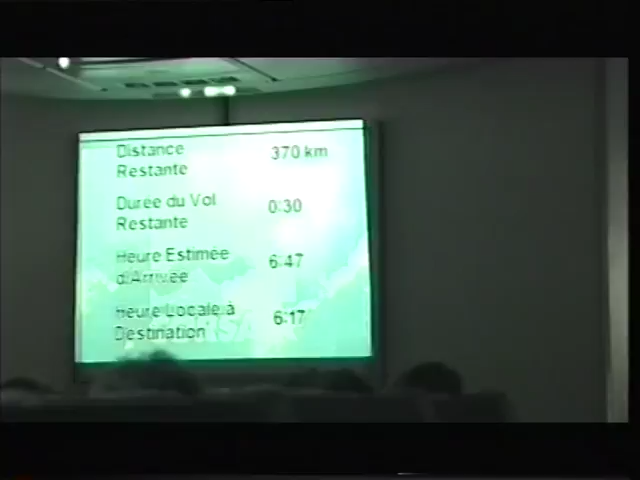 Distance
Restante
370 km
Durée du Vol
Restante
0:30
Heure Estimée
d'Arrivée
6:47
Heure Locale à
Destination
6:17